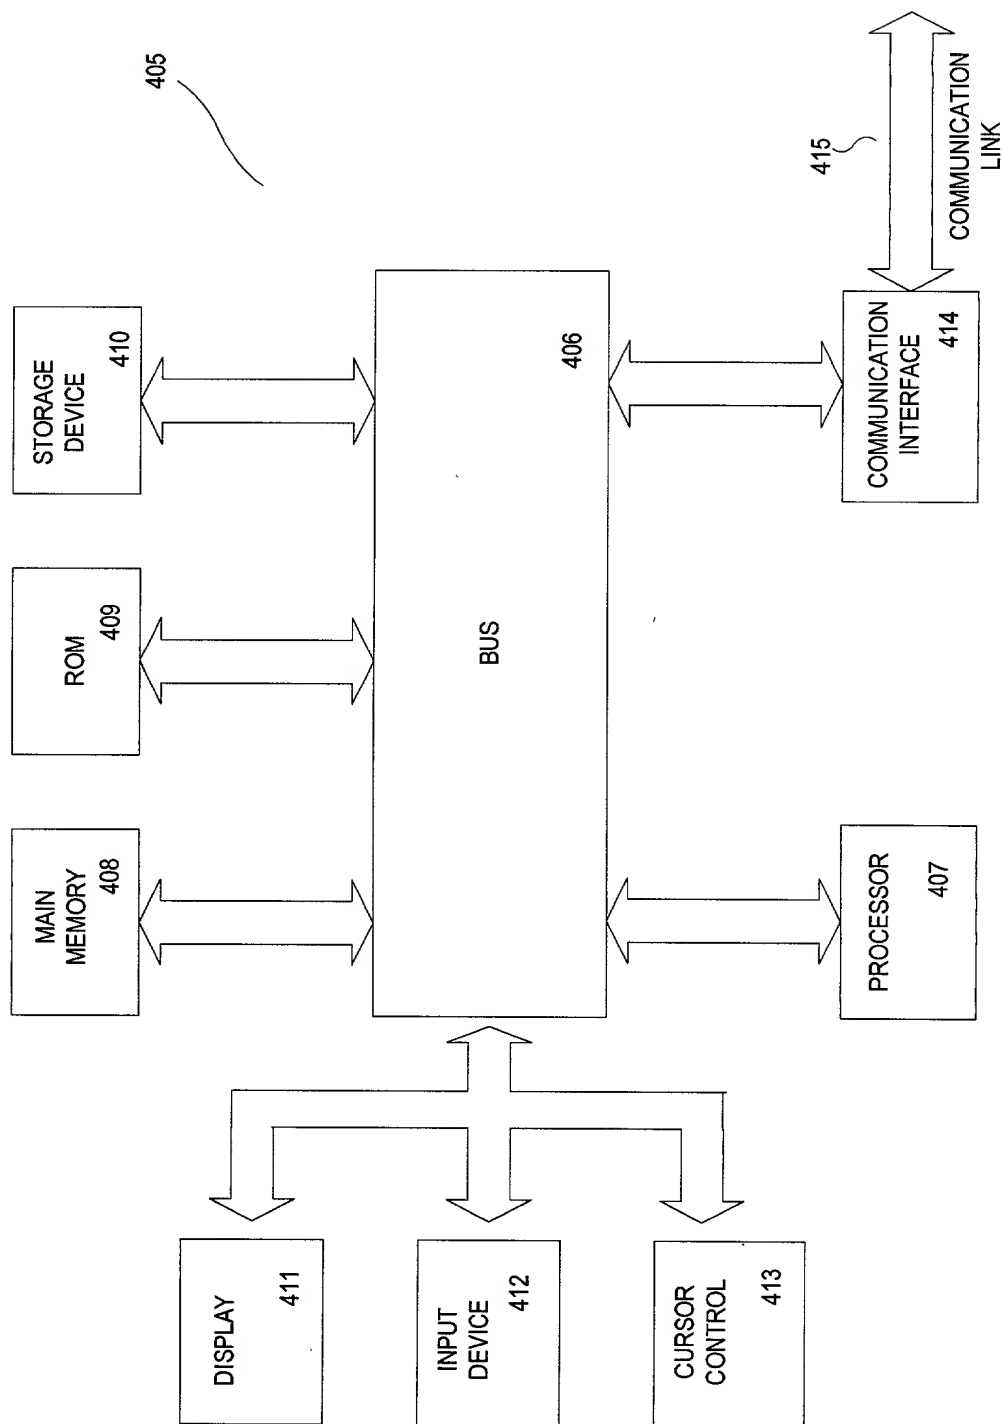 405
MAIN
MEMORY
408
ROM
409
STORAGE
DEVICE
410
DISPLAY
411
INPUT
DEVICE
412
CURSOR
CONTROL
413
BUS
406
PROCESSOR
407
COMMUNICATION
INTERFACE
414
415
COMMUNICATION
LINK